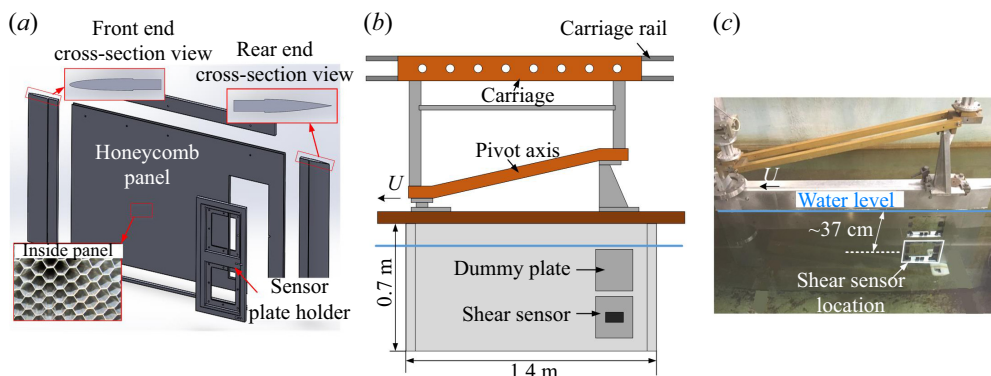 (a)
Front end
cross-section view
Rear end
cross-section view
Honeycomb
panel
Inside panel
Sensor
plate holder
(b)
Carriage rail
Carriage
Pivot axis
U
0.7 m
Dummy plate
Shear sensor
1.4 m
(c)
U
Water level
~37 cm
Shear sensor
location